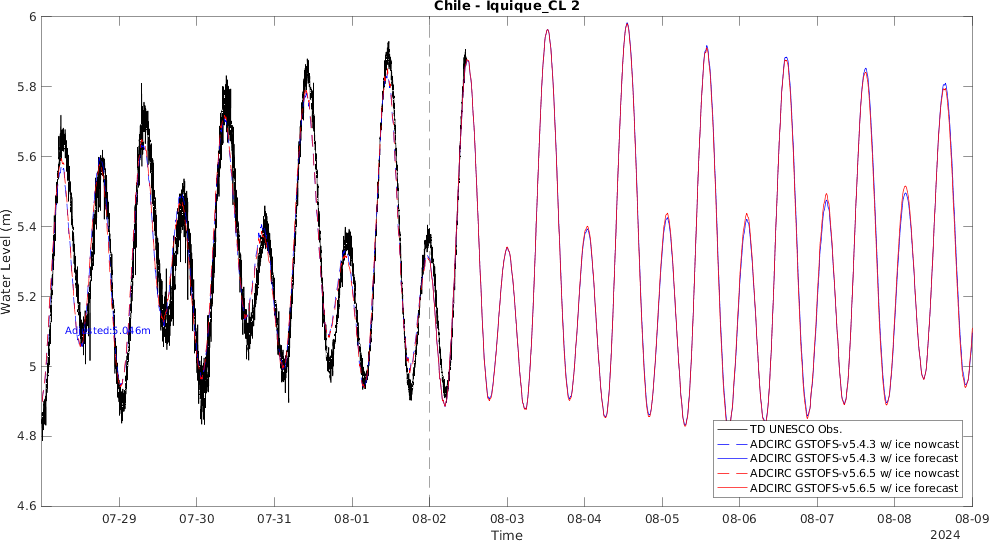 Chile - Iquique_CL 2
Water Level (m)
6
5.8
5.6
5.4
5.2
5
4.8
4.6
Adjusted:5.046m
TD UNESCO Obs.
ADCIRC GSTOFS-v5.4.3 w/ ice nowcast
ADCIRC GSTOFS-v5.4.3 w/ ice forecast
ADCIRC GSTOFS-v5.6.5 w/ ice nowcast
ADCIRC GSTOFS-v5.6.5 w/ ice forecast
07-29 07-30 07-31 08-01 08-02 08-03 08-04 08-05 08-06 08-07 08-08 08-09
Time
2024